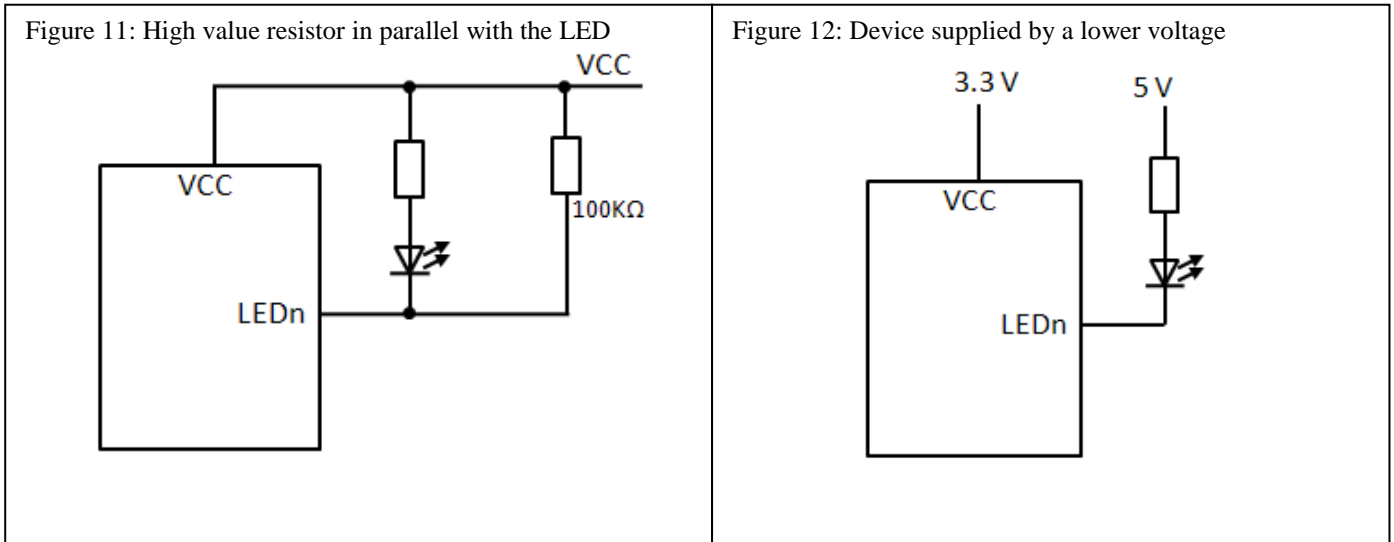 Figure 11: High value resistor in parallel with the LED
VCC
VCC
100KΩ
LEDn
Figure 12: Device supplied by a lower voltage
3.3 V
5 V
VCC
LEDn